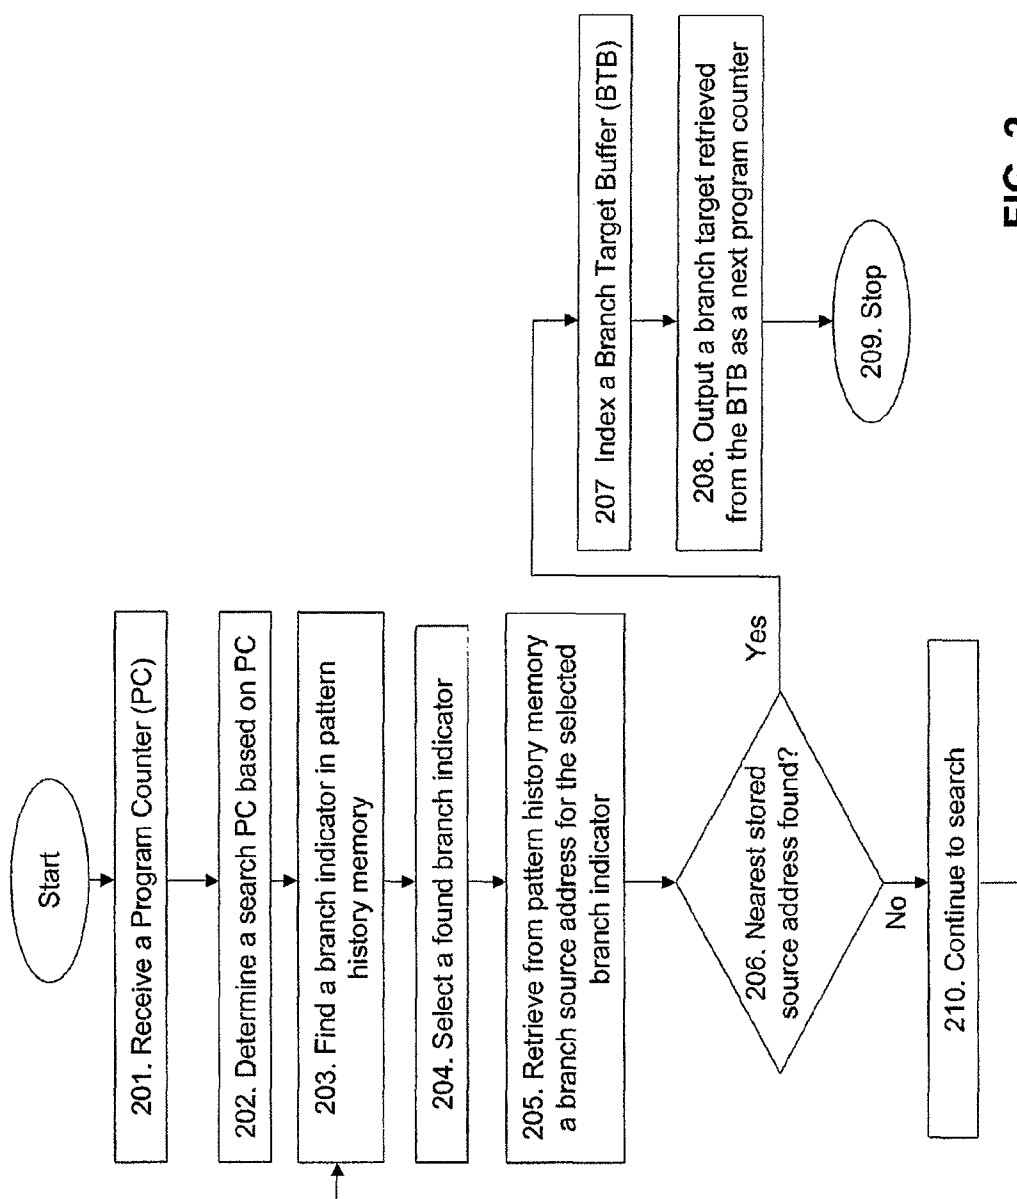 Start
201. Receive a Program Counter (PC)
202. Determine a search PC based on PC
203. Find a branch indicator in pattern
history memory
204. Select a found branch indicator
205. Retrieve from pattern history memory
a branch source address for the selected
branch indicator
206. Nearest stored
source address found?
Yes
No
210. Continue to search
207 Index a Branch Target Buffer (BTB)
208. Output a branch target retrieved
from the BTB as a next program counter
209. Stop
FIG. 2